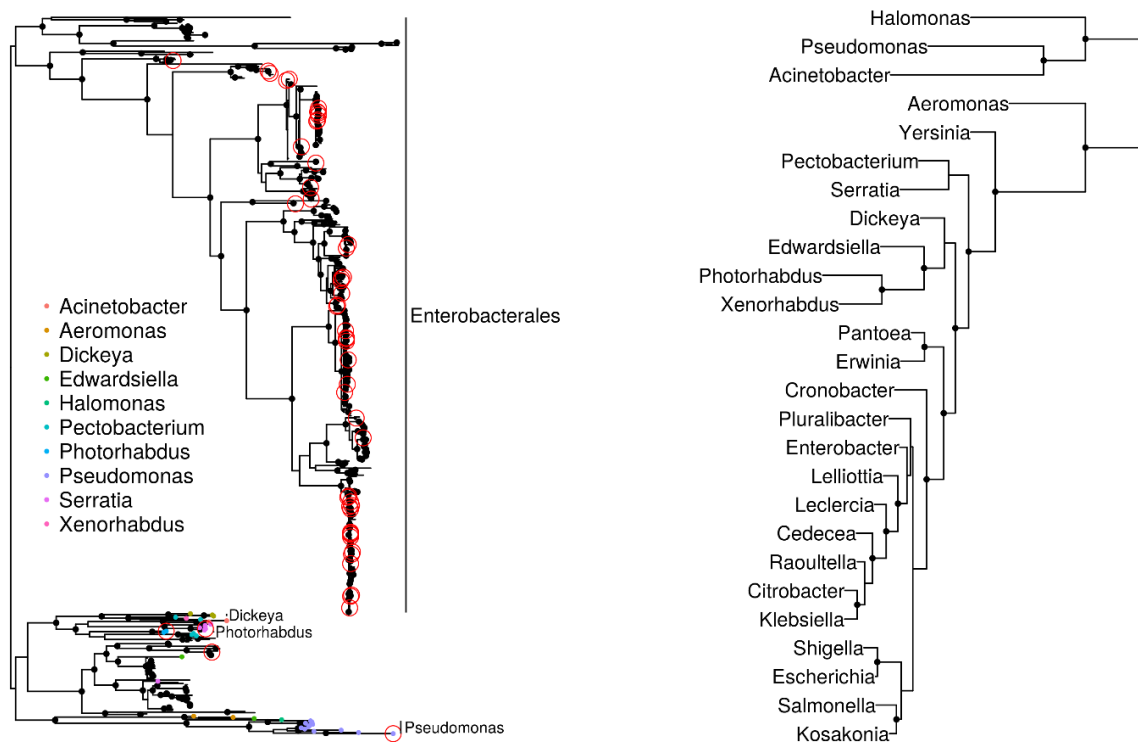 Enterobacterales
Acinetobacter
Aeromonas
Dickeya
Edwardsiella
Halomonas
Pectobacterium
Photorhabdus
Pseudomonas
Serratia
Xenorhabdus
Dickeya
Photorhabdus
Pseudomonas
Halomonas
Pseudomonas
Acinetobacter
Aeromonas
Yersinia
Pectobacterium
Serratia
Dickeya
Edwardsiella
Photorhabdus
Xenorhabdus
Pantoea
Erwinia
Cronobacter
Pluralibacter
Enterobacter
Lelliottia
Leclercia
Cedecea
Raoultella
Citrobacter
Klebsiella
Shigella
Escherichia
Salmonella
Kosakonia